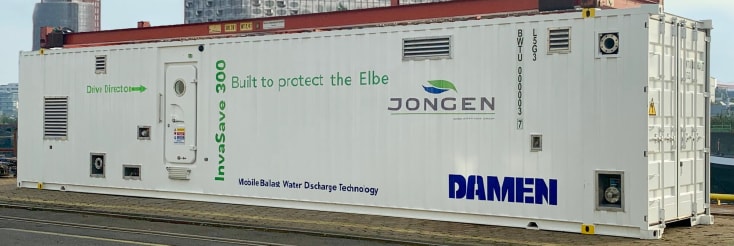 Drive Direction
InvaSave 300
Built to protect the Elbe
JONGEN
Mobile Ballast Water Discharge Technology
DAMEN
BWTU 000003 7
L5G3